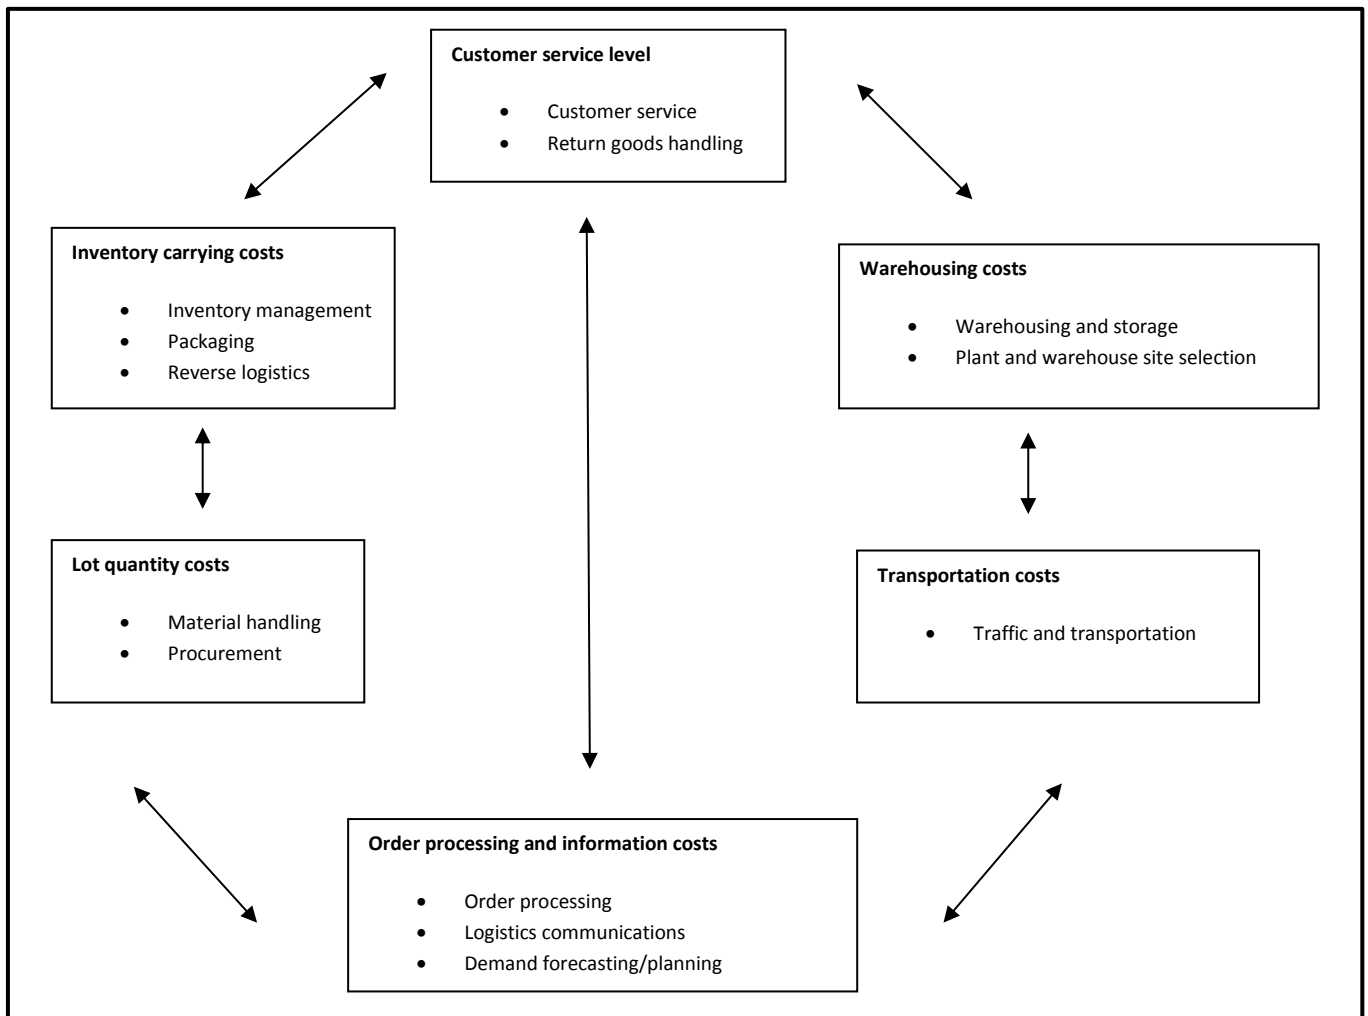 Customer service level
• Customer service
• Return goods handling
Inventory carrying costs
• Inventory management
• Packaging
• Reverse logistics
Warehousing costs
• Warehousing and storage
• Plant and warehouse site selection
Lot quantity costs
• Material handling
• Procurement
Transportation costs
• Traffic and transportation
Order processing and information costs
• Order processing
• Logistics communications
• Demand forecasting/planning